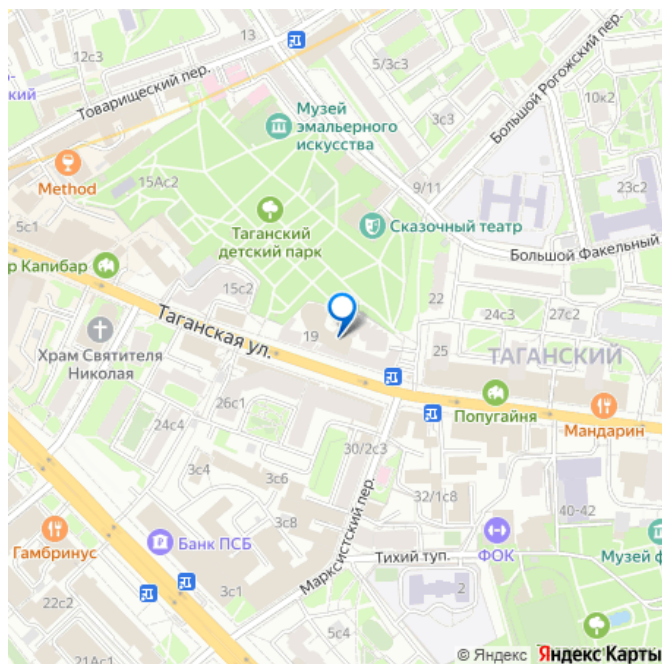 12с3
13
5/3с3
Большой Рогожский пер.
Товарищеский пер.
ский
Музей
эмальерного
искусства
3с3
10к2
Method
15Ас2
9/11
23с2
5с1
Таганский
детский парк
Сказочный театр
Большой Факельный
р Капибар
15с2
22
24с3
27с2
Таганская ул.
19
Храм Святителя
Николая
25
ТАГАНСКИЙ
26с1
Попугайня
Мандарин
24с4
30/2с3
3с4
3с6
32/1с8
40-42
3с8
Гамбринус
Банк ПСБ
Марксистский пер.
Тихий туп.
ФОК
Музей ф
22с2
3с1
2
5с4
21Ас1
© Яндекс Яндекс Карты